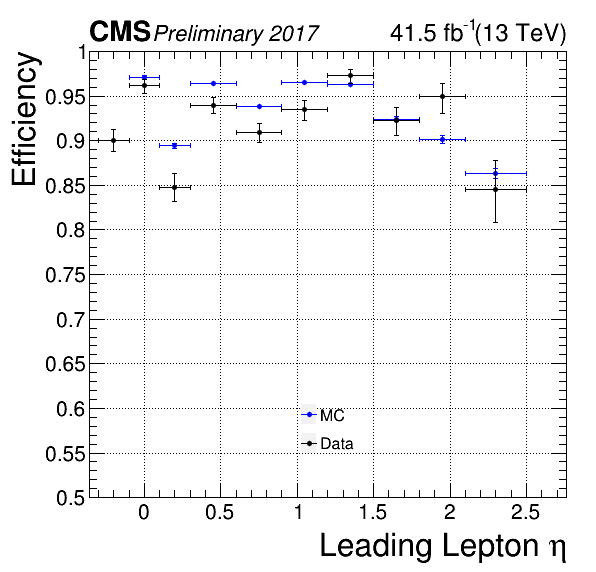 CMS Preliminary 2017 41.5 fb⁻¹(13 TeV)
Efficiency
1
0.95
0.9
0.85
0.8
0.75
0.7
0.65
0.6
0.55
0.5
MC
Data
0 0.5 1 1.5 2 2.5
Leading Lepton η